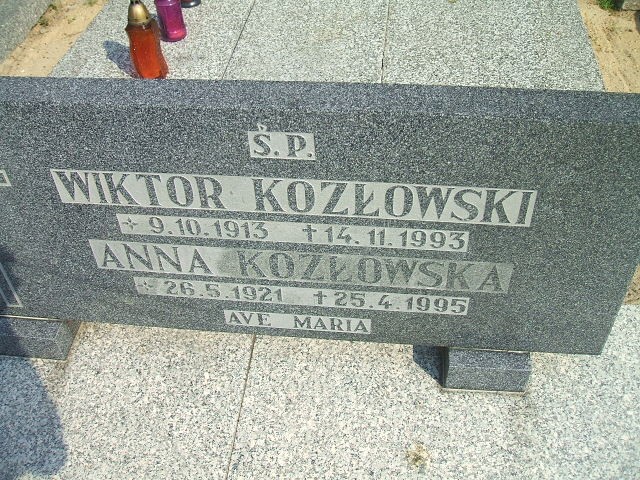 Ś.P.
WIKTOR KOZŁOWSKI
* 9.10.1913 † 14.11.1993
ANNA KOZŁOWSKA
* 26.5.1921 † 25.4.1995
AVE MARIA